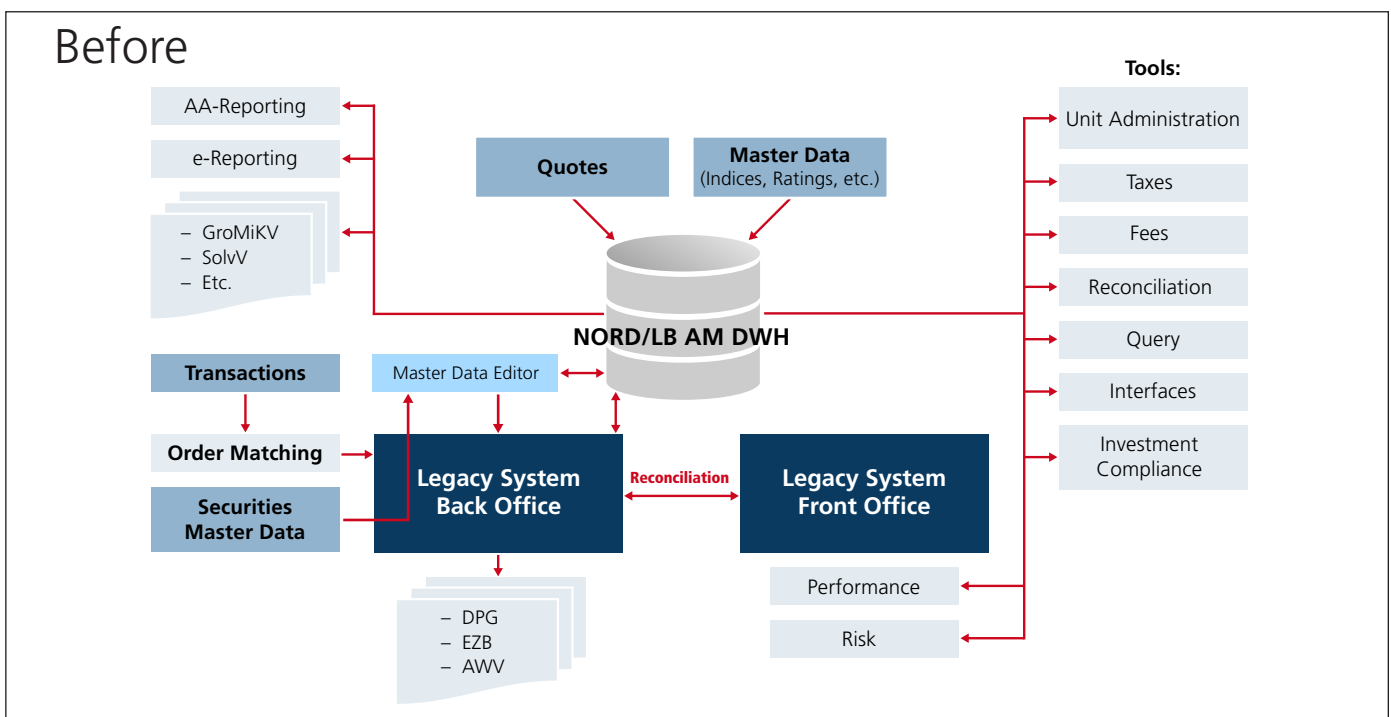 Before
Tools:
AA-Reporting
e-Reporting
– GroMiKV
– SolvV
– Etc.
Quotes
Master Data
(Indices, Ratings, etc.)
NORD/LB AM DWH
Unit Administration
Taxes
Fees
Reconciliation
Query
Interfaces
Investment
Compliance
Transactions
Master Data Editor
Order Matching
Securities
Master Data
Legacy System
Back Office
Reconciliation
Legacy System
Front Office
Performance
Risk
– DPG
– EZB
– AWV